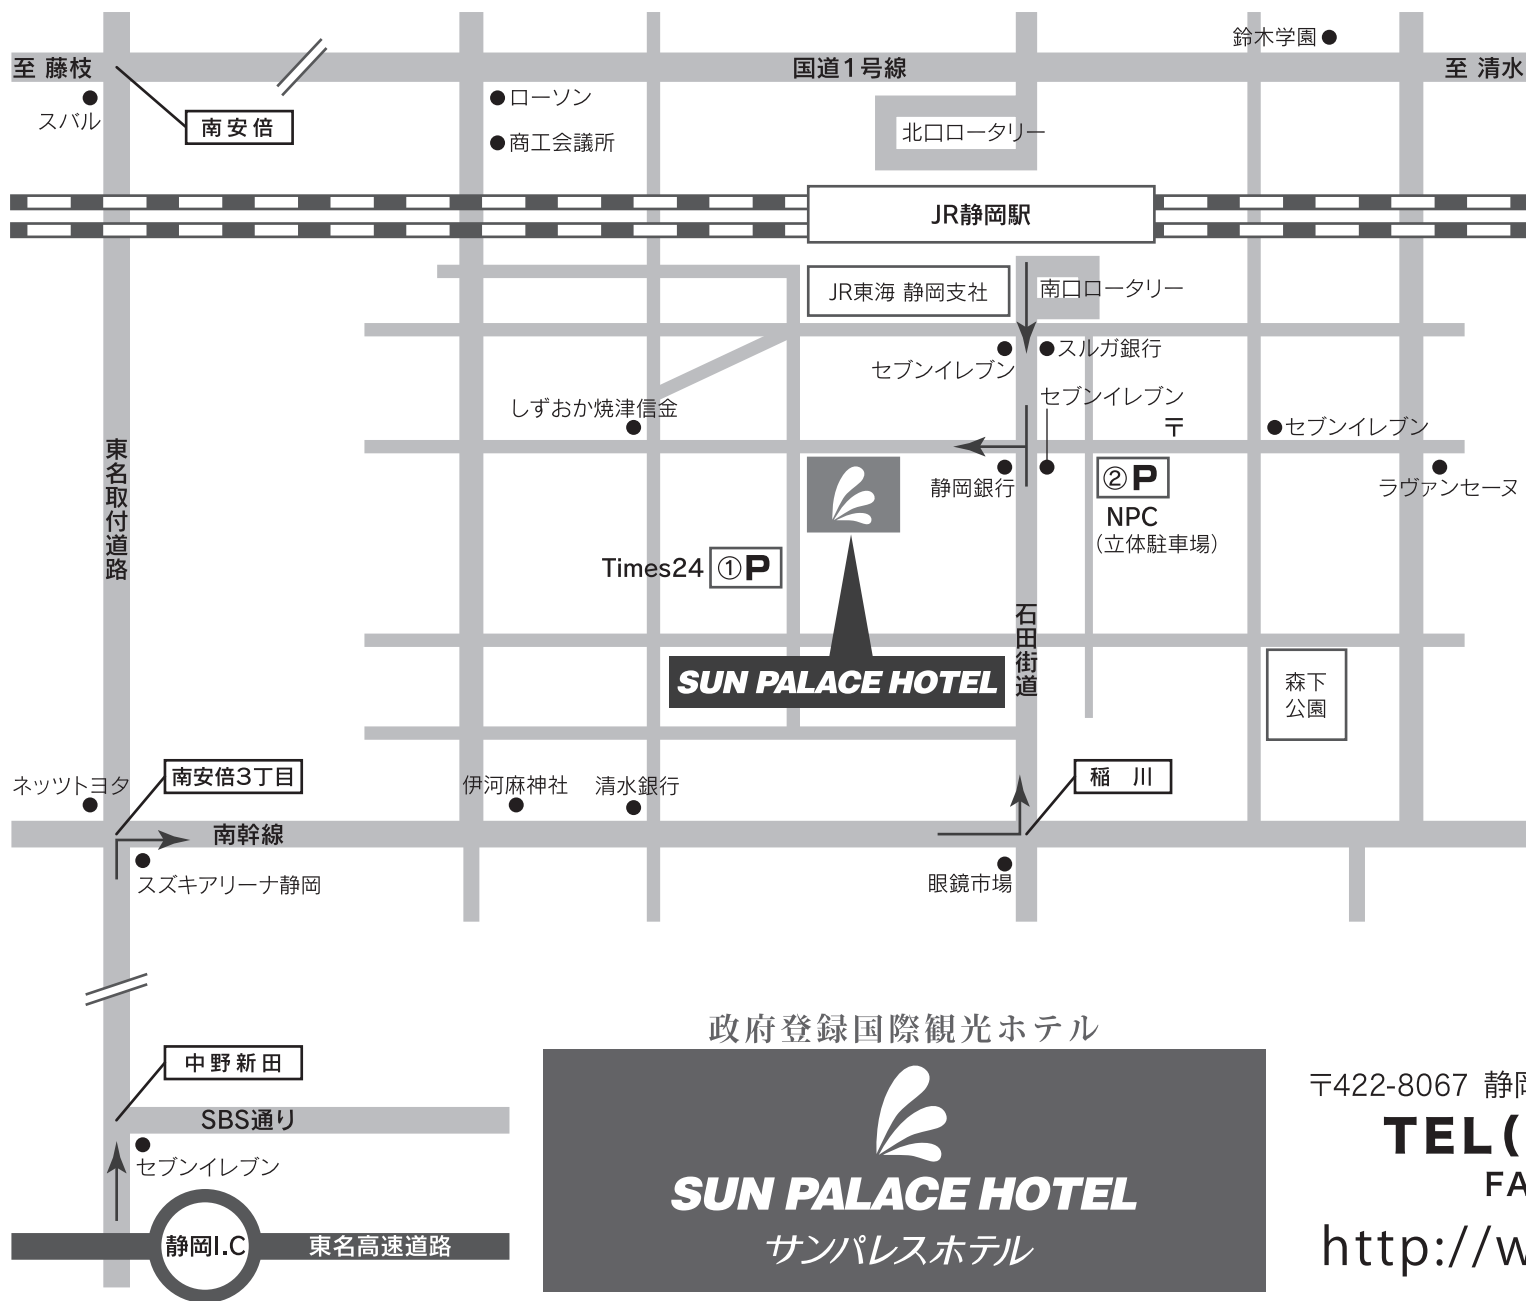 鈴木学園
至 藤枝
国道1号線
至 清水
スバル
南安倍
ローソン
商工会議所
北口ロータリー
JR静岡駅
JR東海 静岡支社
南口ロータリー
セブンイレブン
スルガ銀行
セブンイレブン
しずおか焼津信金
〒
セブンイレブン
東名取付道路
静岡銀行
②P
NPC
(立体駐車場)
ラヴァンセーヌ
Times24
①P
石田街道
SUN PALACE HOTEL
森下
公園
ネッツトヨタ
南安倍3丁目
伊河麻神社
清水銀行
稲 川
南幹線
スズキアリーナ静岡
眼鏡市場
中野新田
SBS通り
セブンイレブン
静岡I.C
東名高速道路
政府登録国際観光ホテル
SUN PALACE HOTEL
サンパレスホテル
〒422-8067 静岡
TEL(
FA
http://w